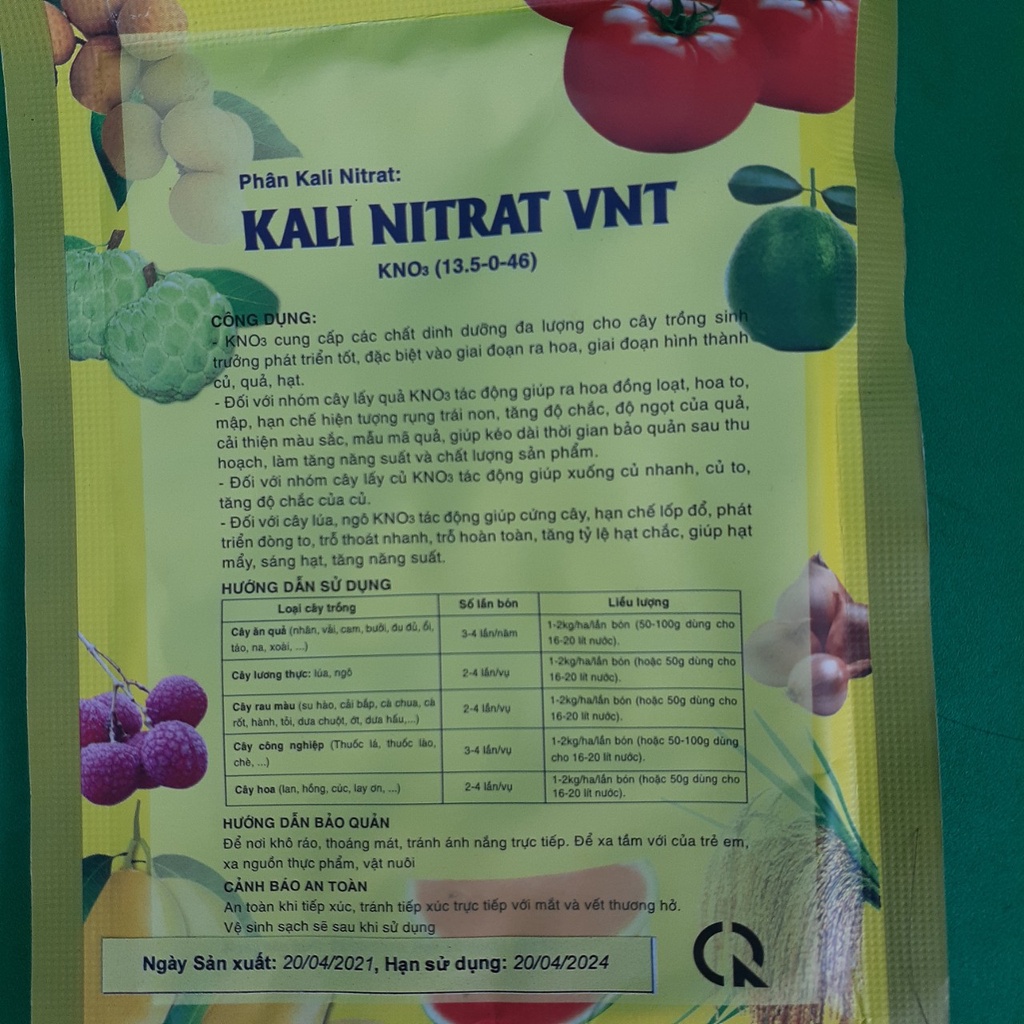 Phân Kali Nitrat:
KALI NITRAT VNT
KNO₃ (13.5-0-46)
CÔNG DỤNG:
- KNO₃ cung cấp các chất dinh dưỡng đa lượng cho cây trồng sinh
trưởng phát triển tốt, đặc biệt vào giai đoạn ra hoa, giai đoạn hình thành
củ, quả, hạt.
- Đối với nhóm cây lấy quả KNO₃ tác động giúp ra hoa đồng loạt, hoa to,
mập, hạn chế hiện tượng rụng trái non, tăng độ chắc, độ ngọt của quả,
cải thiện màu sắc, mẫu mã quả, giúp kéo dài thời gian bảo quản sau thu
hoạch, làm tăng năng suất và chất lượng sản phẩm.
- Đối với nhóm cây lấy củ KNO₃ tác động giúp xuống củ nhanh, củ to,
tăng độ chắc của củ.
- Đối với cây lúa, ngô KNO₃ tác động giúp cứng cây, hạn chế lốp đổ, phát
triển đòng to, trỗ thoát nhanh, trỗ hoàn toàn, tăng tỷ lệ hạt chắc, giúp hạt
mẩy, sáng hạt, tăng năng suất.
HƯỚNG DẪN SỬ DỤNG
Loại cây trồng Số lần bón Liều lượng
Cây ăn quả (nhãn, vải, cam, bưởi, đu đủ, ổi,
táo, na, xoài, ...)
3-4 lần/năm
1-2kg/ha/lần bón (50-100g dùng cho
16-20 lít nước).
Cây lương thực: lúa, ngô
2-4 lần/vụ
1-2kg/ha/lần bón (hoặc 50g dùng cho
16-20 lít nước).
Cây rau màu (su hào, cải bắp, cà chua, cà
rốt, hành, tỏi, dưa chuột, ớt, dưa hấu,...)
2-4 lần/vụ
1-2kg/ha/lần bón (hoặc 50g dùng cho
16-20 lít nước).
Cây công nghiệp (Thuốc lá, thuốc lào,
chè, ...)
3-4 lần/vụ
1-2kg/ha/lần bón (hoặc 50-100g dùng
cho 16-20 lít nước).
Cây hoa (lan, hồng, cúc, lay ơn, ...)
2-4 lần/vụ
1-2kg/ha/lần bón (hoặc 50g dùng cho
16-20 lít nước).
HƯỚNG DẪN BẢO QUẢN
Để nơi khô ráo, thoáng mát, tránh ánh nắng trực tiếp. Để xa tầm với của trẻ em,
xa nguồn thực phẩm, vật nuôi
CẢNH BÁO AN TOÀN
An toàn khi tiếp xúc, tránh tiếp xúc trực tiếp với mắt và vết thương hở.
Vệ sinh sạch sẽ sau khi sử dụng
Ngày Sản xuất: 20/04/2021, Hạn sử dụng: 20/04/2024